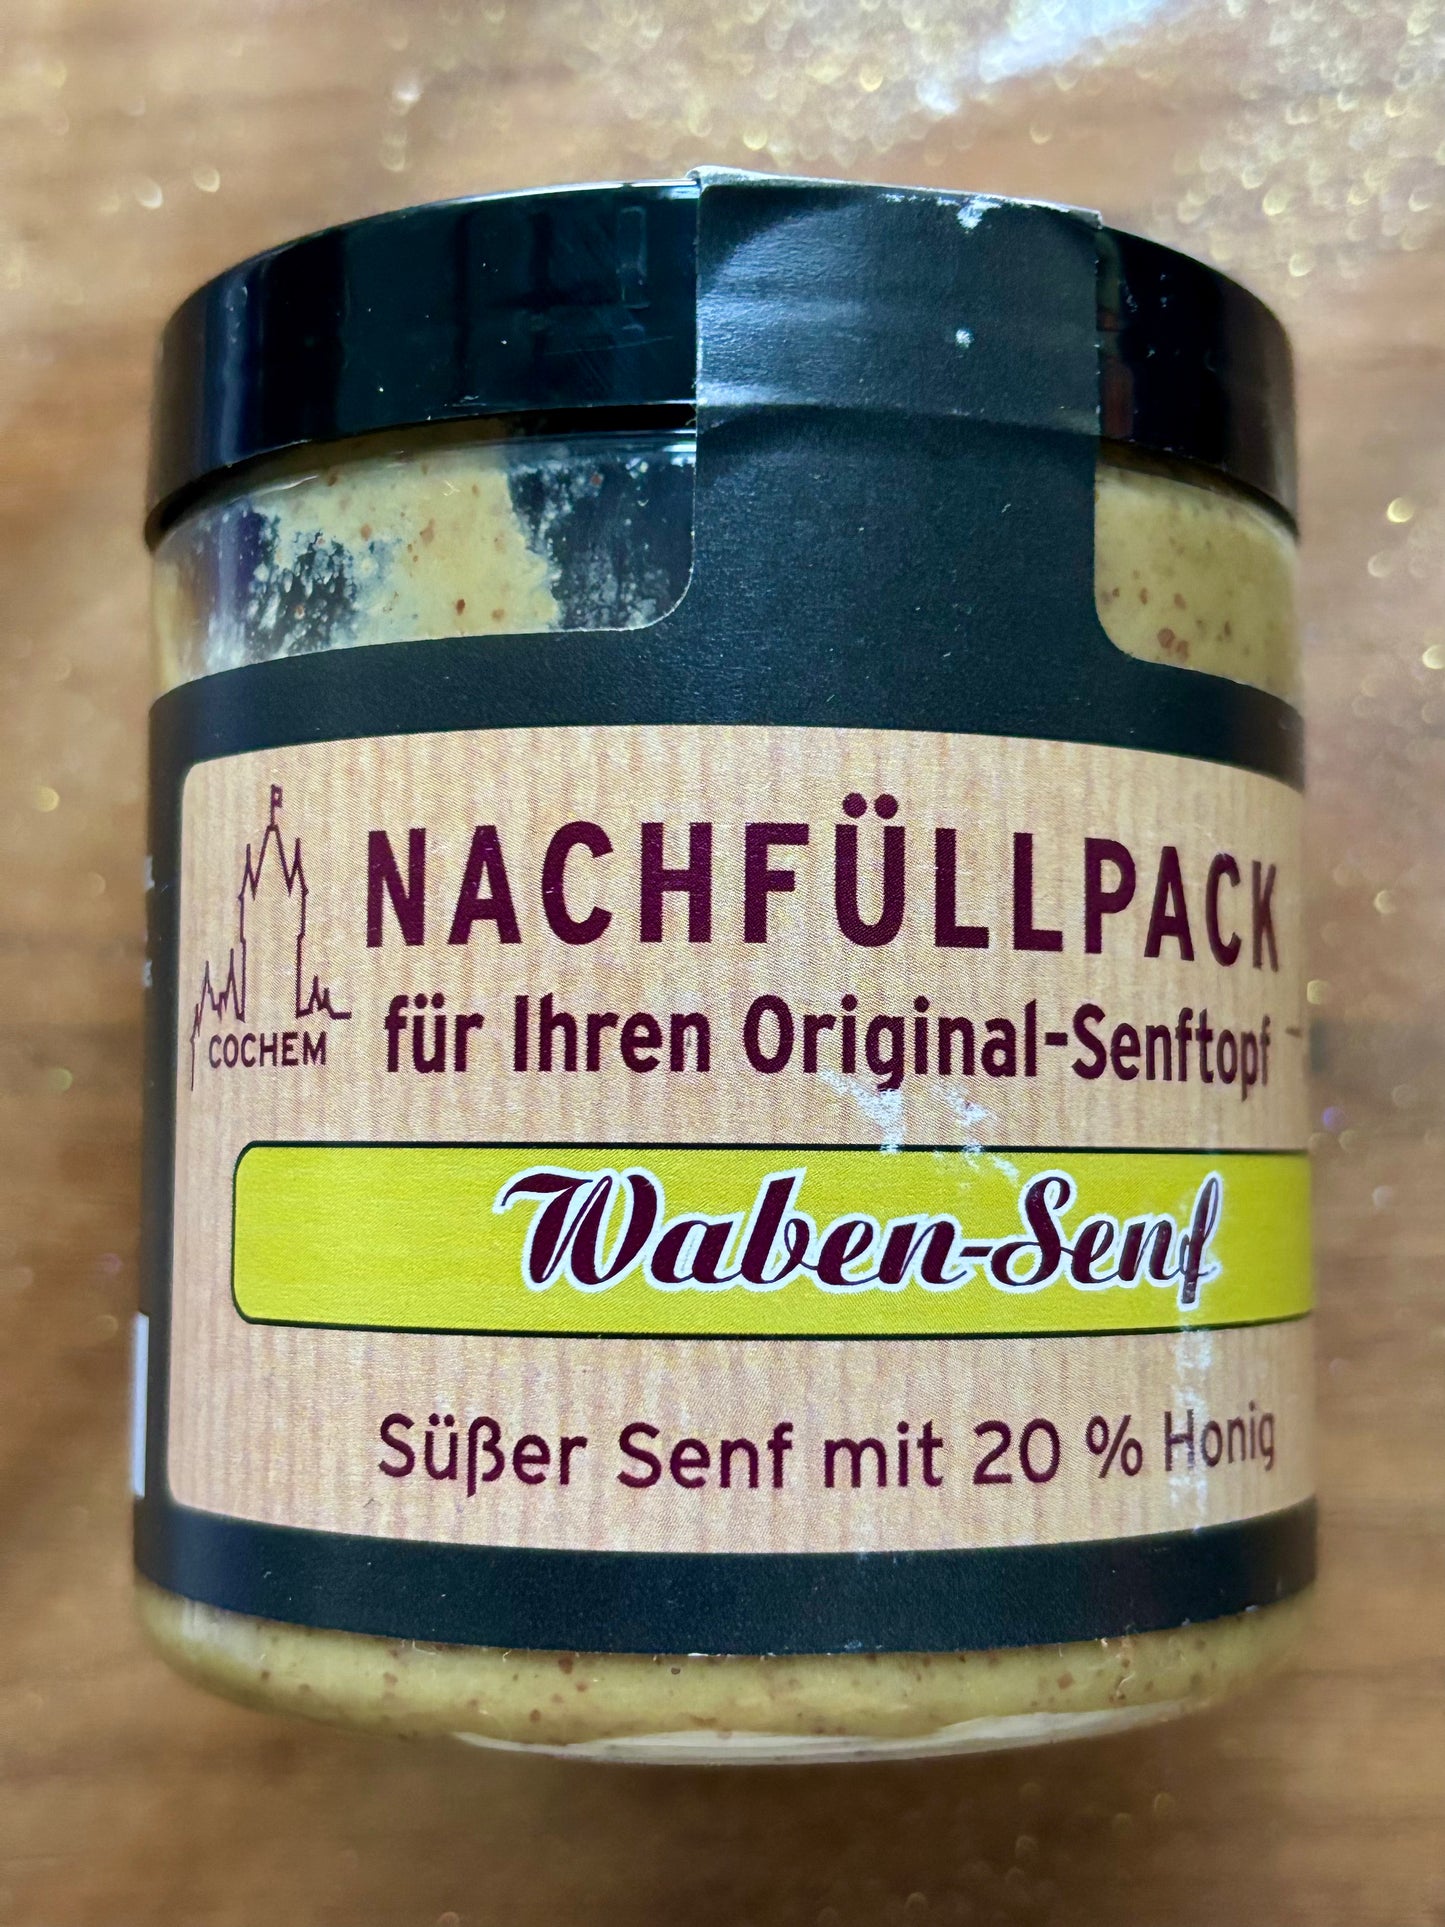 NACHFÜLLPACK
für Ihren Original-Senftopf
COCHEM
Waben-Senf
Süßer Senf mit 20 % Honig